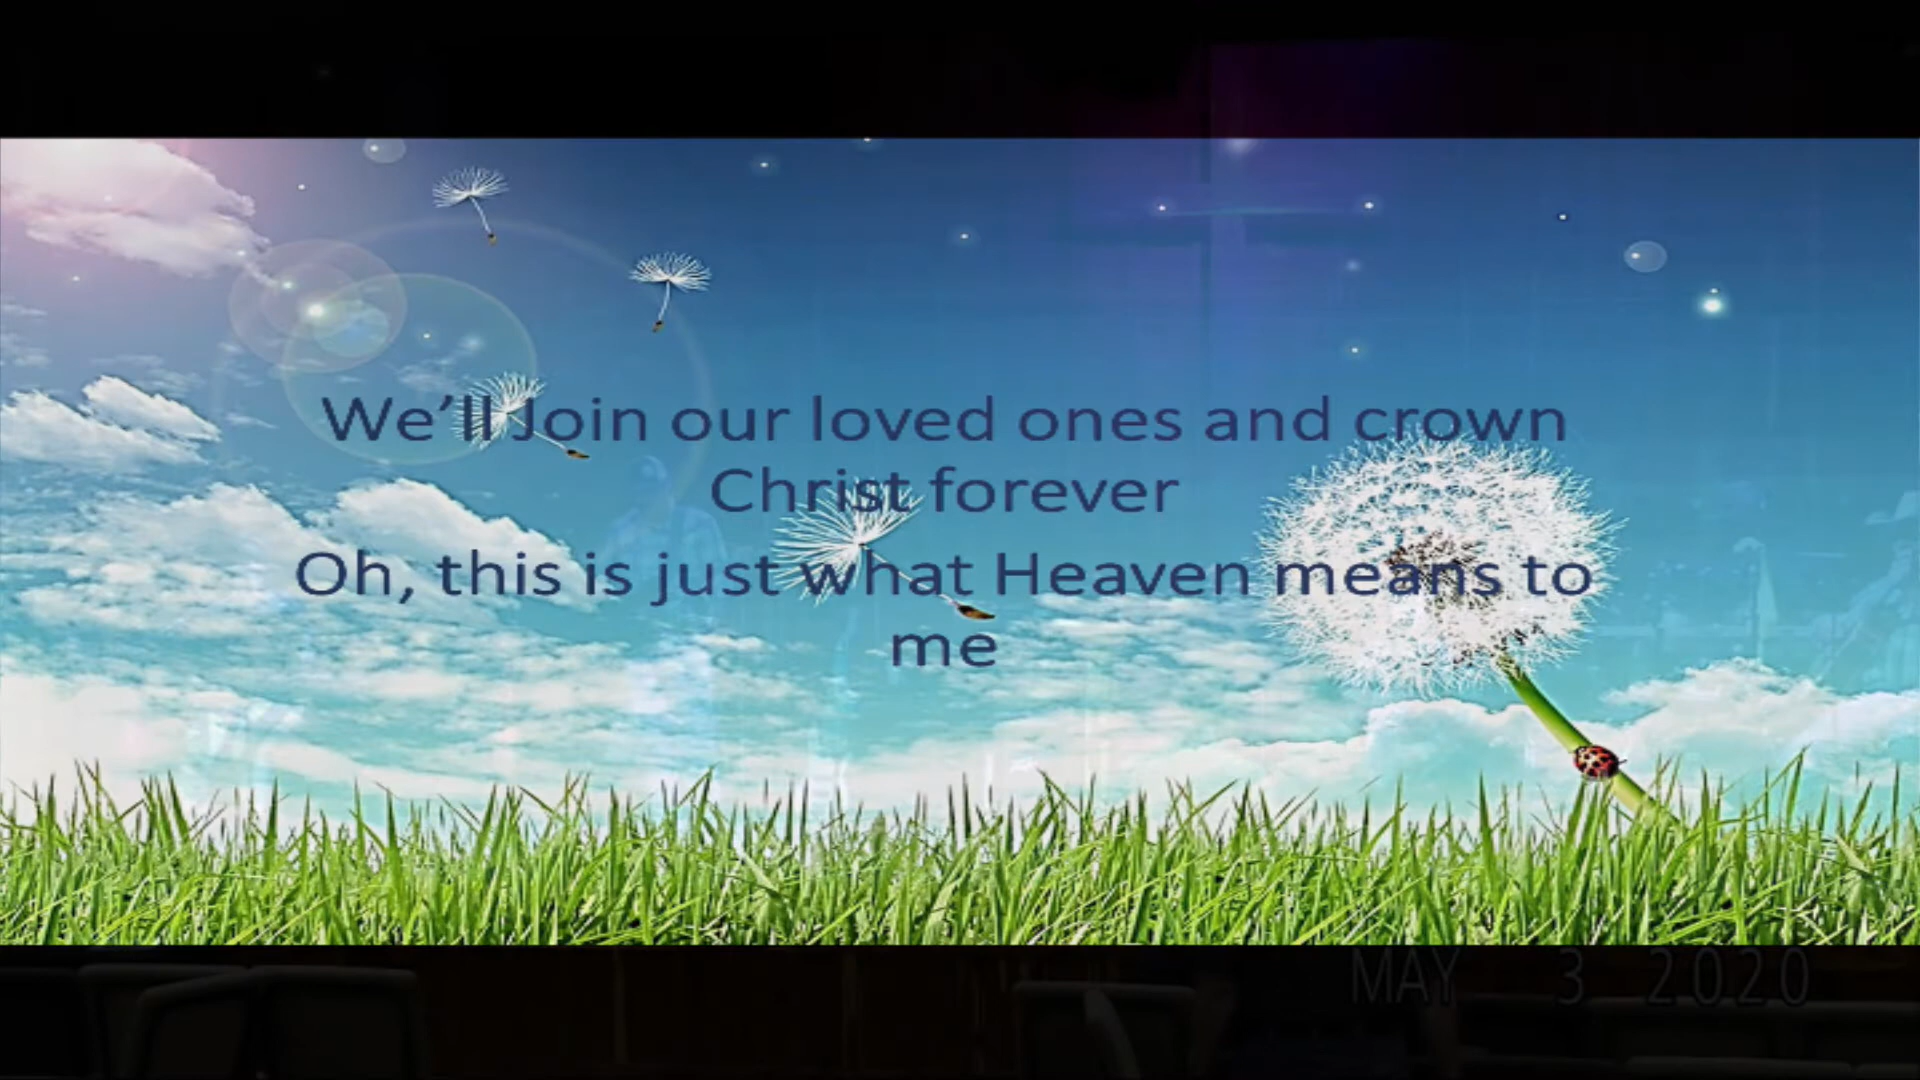 We’ll Join our loved ones and crown
Christ forever
Oh, this is just what Heaven means to
me
MAY 3 2020